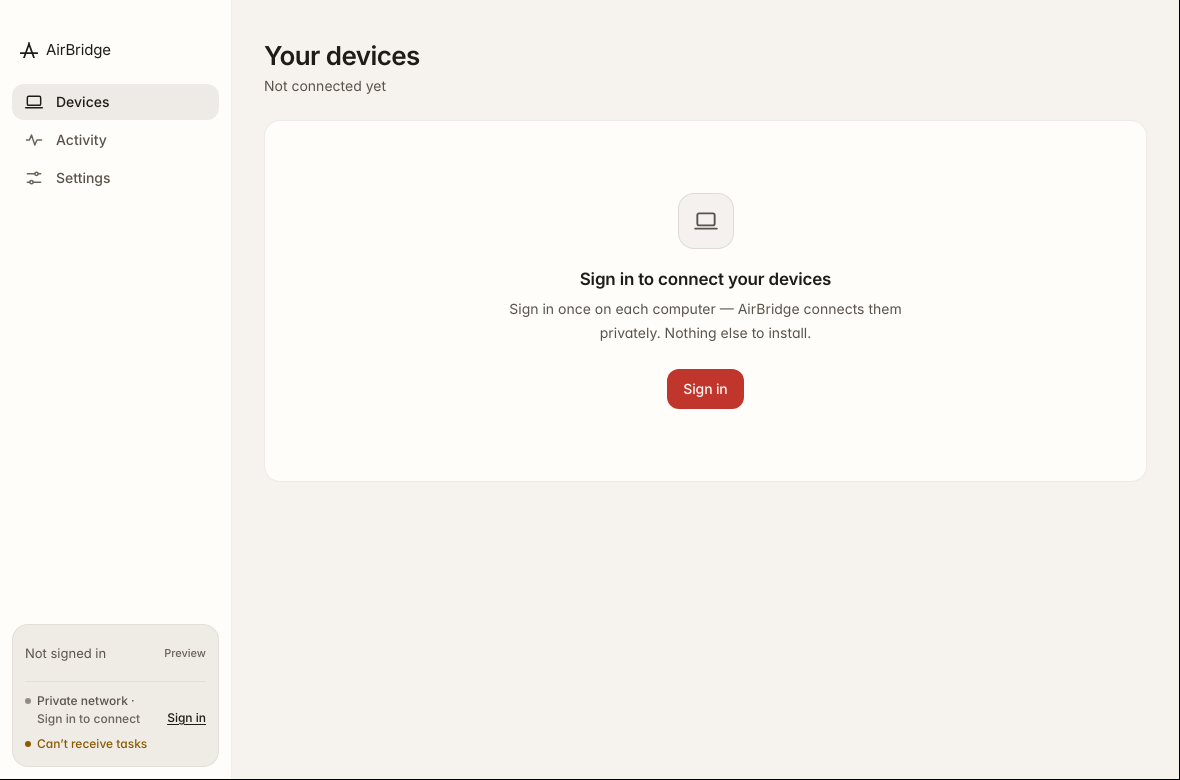 AirBridge
Devices
Activity
Settings
Your devices
Not connected yet
Sign in to connect your devices
Sign in once on each computer — AirBridge connects them
privately. Nothing else to install.
Sign in
Not signed in
Preview
Private network ·
Sign in to connect
Sign in
Can’t receive tasks